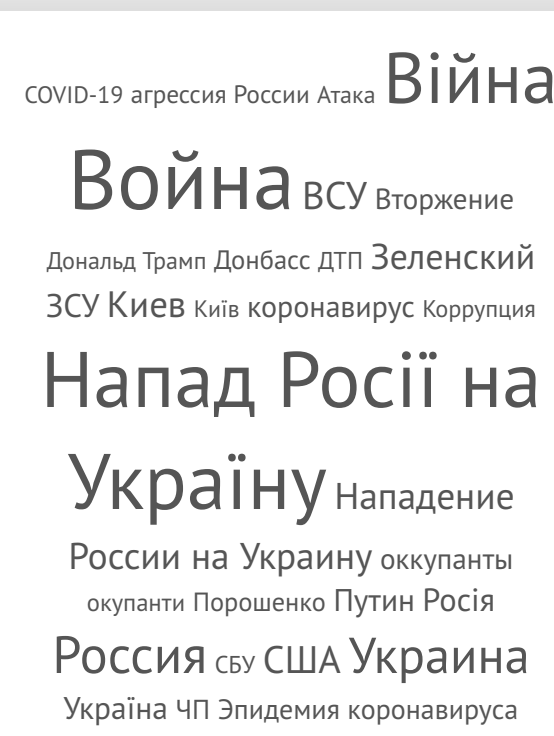 COVID-19 агрессия России Атака Війна
Война ВСУ Вторжение
Дональд Трамп Донбасс ДТП Зеленский
ЗСУ Киев Київ коронавирус Коррупция
Напад Росії на
Україну Нападение
России на Украину оккупанты
окупанти Порошенко Путин Росія
Россия СБУ США Украина
Україна ЧП Эпидемия коронавируса